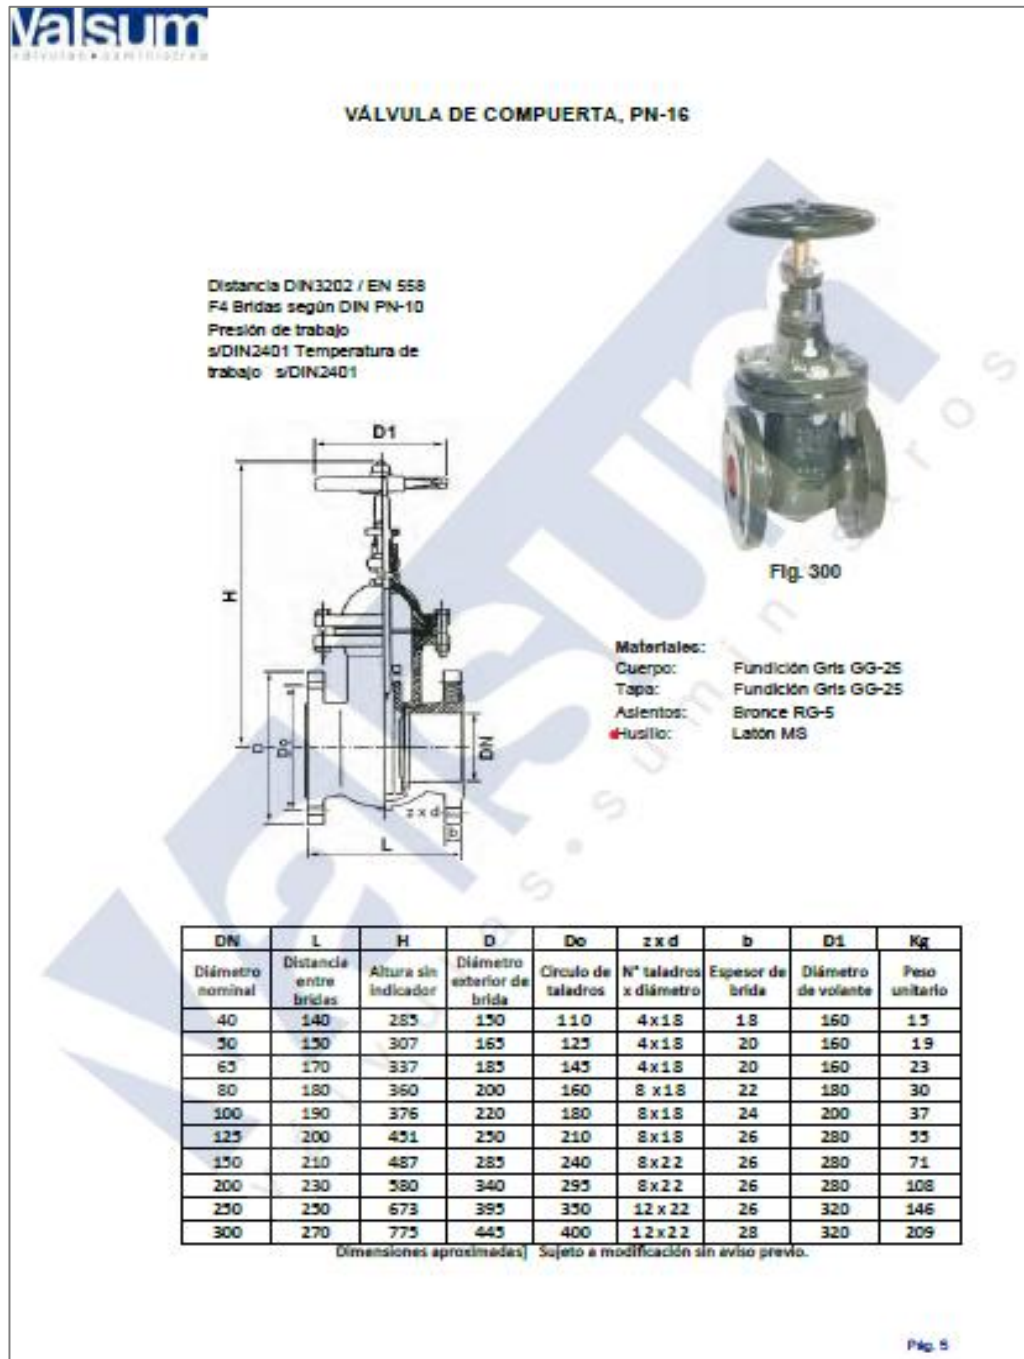 Valsum
válvulas•suministros
VÁLVULA DE COMPUERTA, PN-16
Distancia DIN3202 / EN 558
F4 Bridas según DIN PN-10
Presión de trabajo
s/DIN2401 Temperatura de
trabajo s/DIN2401
D1
H
D
Do
DN
z x d
b
L
Fig. 300
Materiales:
Cuerpo: Fundición Gris GG-25
Tapa: Fundición Gris GG-25
Asientos: Bronce RG-5
Husillo: Latón MS
DN L H D Do z x d b D1 Kg
Diámetro nominal Distancia entre bridas Altura sin indicador Diámetro exterior de brida Circulo de taladros N° taladros x diámetro Espesor de brida Diámetro de volante Peso unitario
40 140 285 150 110 4x18 18 160 15
50 150 307 165 125 4x18 20 160 19
65 170 337 185 145 4x18 20 160 23
80 180 360 200 160 8 x18 22 180 30
100 190 376 220 180 8x18 24 200 37
125 200 451 250 210 8x18 26 280 55
150 210 487 285 240 8x22 26 280 71
200 230 580 340 295 8x22 26 280 108
250 250 673 395 350 12 x 22 26 320 146
300 270 775 445 400 12x22 28 320 209
Dimensiones aproximadas] Sujeto a modificación sin aviso previo.
Pág. 5